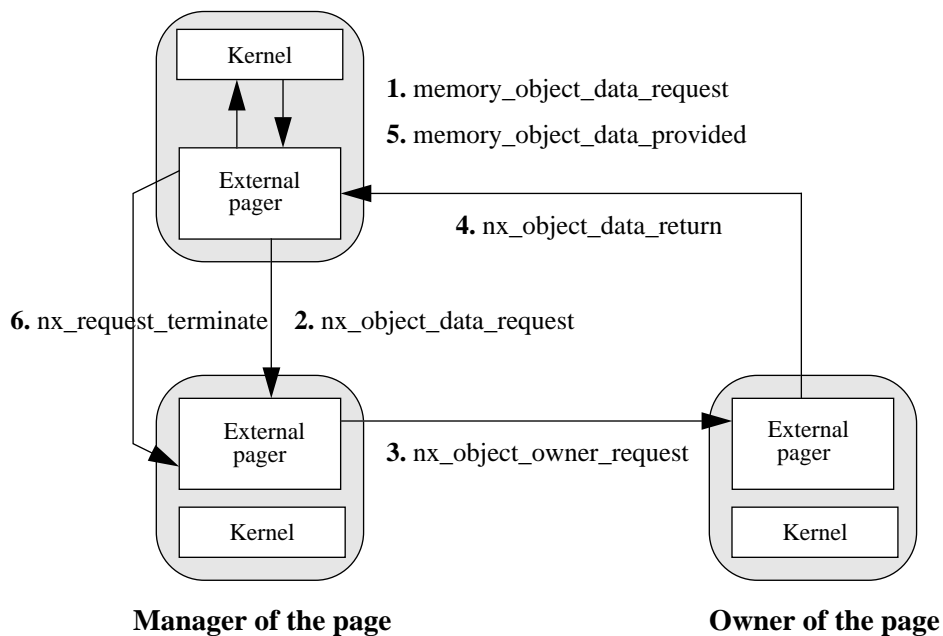 Kernel
1. memory_object_data_request
5. memory_object_data_provided
External
pager
4. nx_object_data_return
6. nx_request_terminate
2. nx_object_data_request
External
pager
3. nx_object_owner_request
External
pager
Kernel
Kernel
Manager of the page
Owner of the page